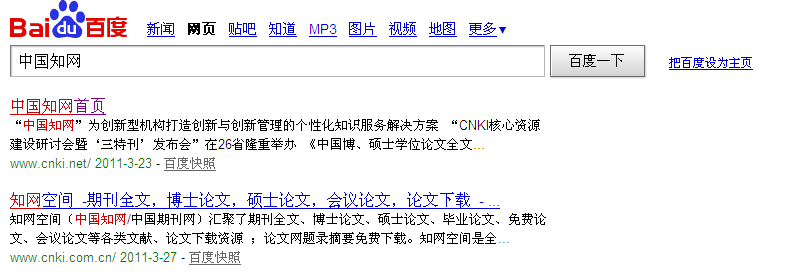 Bai du 百度 新闻 网页 贴吧 知道 MP3 图片 视频 地图 更多▼
中国知网 百度一下 把百度设为主页
中国知网首页
“中国知网”为创新型机构打造创新与创新管理的个性化知识服务解决方案 “CNKI核心资源
建设研讨会暨‘三特刊’发布会”在26省隆重举办 《中国博、硕士学位论文全文...
www.cnki.net/ 2011-3-23 - 百度快照
知网空间 -期刊全文，博士论文，硕士论文，会议论文，论文下载 - ...
知网空间（中国知网/中国期刊网）汇聚了期刊全文、博士论文、硕士论文、毕业论文、免费论
文、会议论文等各类文献、论文下载资源 ；论文网题录摘要免费下载。知网空间是全...
www.cnki.com.cn/ 2011-3-27 - 百度快照